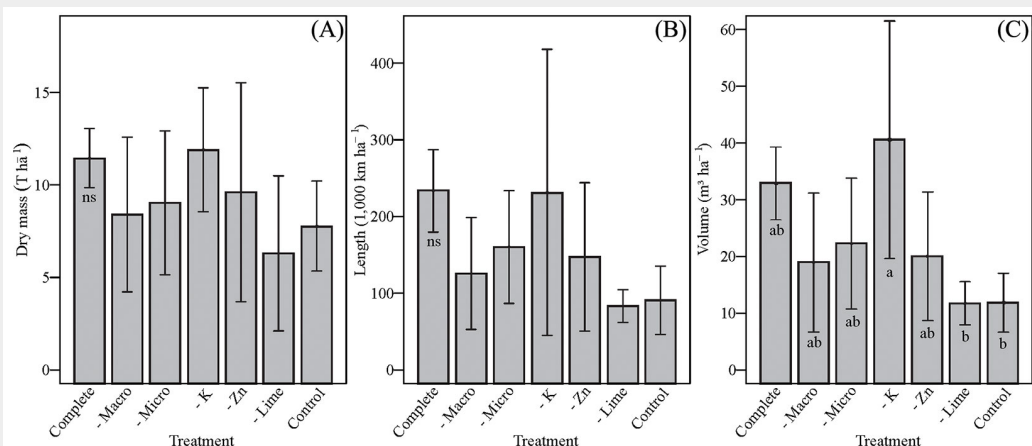 (A)
Dry mass (T hā ¹)
15
10
5
0
ns
Complete
- Macro
- Micro
- K
- Zn
- Lime
Control
Treatment
(B)
Length (1,000 km ha⁻ ¹)
400
300
200
100
0
ns
Complete
- Macro
- Micro
- K
- Zn
- Lime
Control
Treatment
(C)
Volume (m³ ha⁻ ¹)
60
50
40
30
20
10
0
ab
ab
ab
a
ab
b
b
Complete
- Macro
- Micro
- K
- Zn
- Lime
Control
Treatment